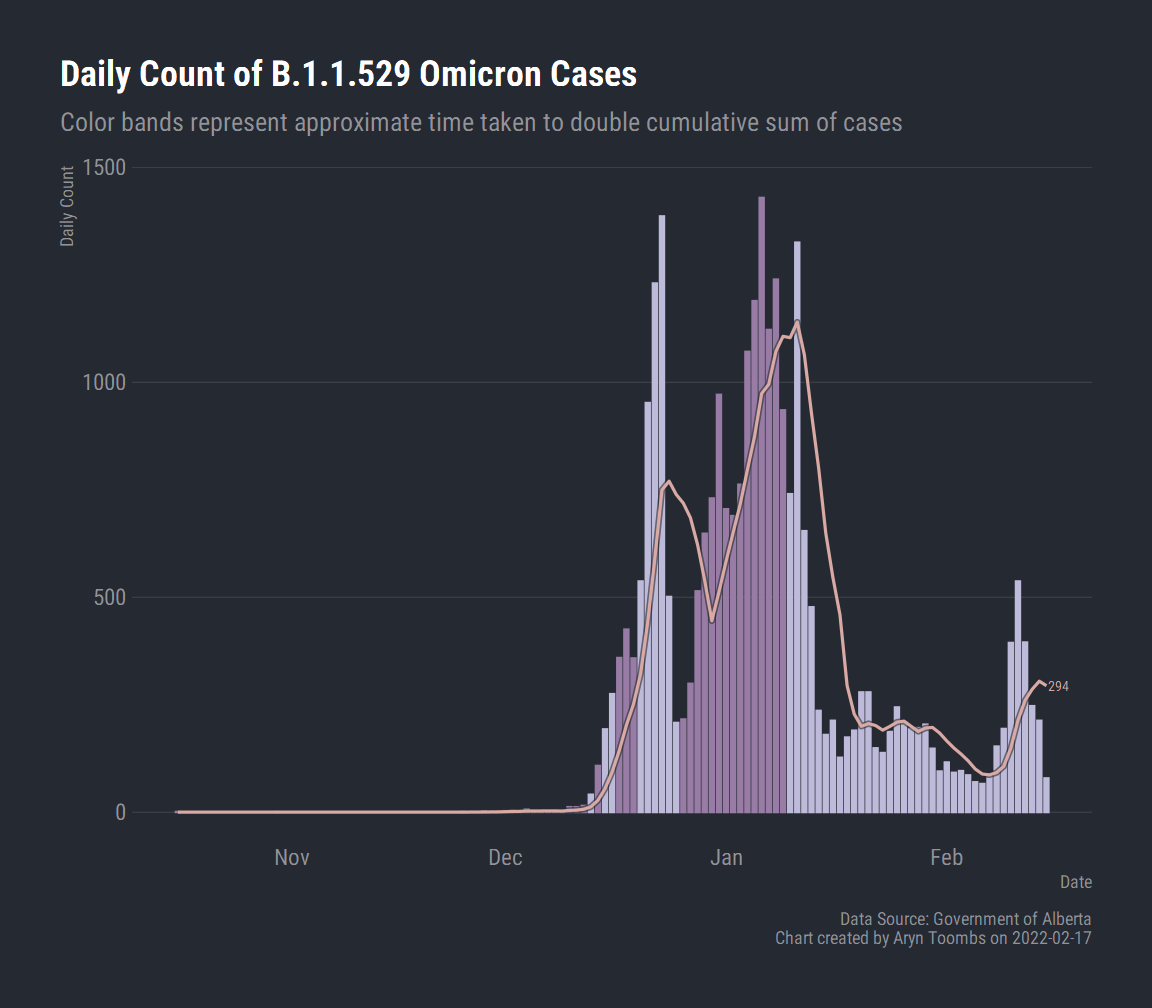 Daily Count of B.1.1.529 Omicron Cases
Color bands represent approximate time taken to double cumulative sum of cases
Daily Count
1500
1000
500
0
294
Nov Dec Jan Feb
Date
Data Source: Government of Alberta
Chart created by Aryn Toombs on 2022-02-17